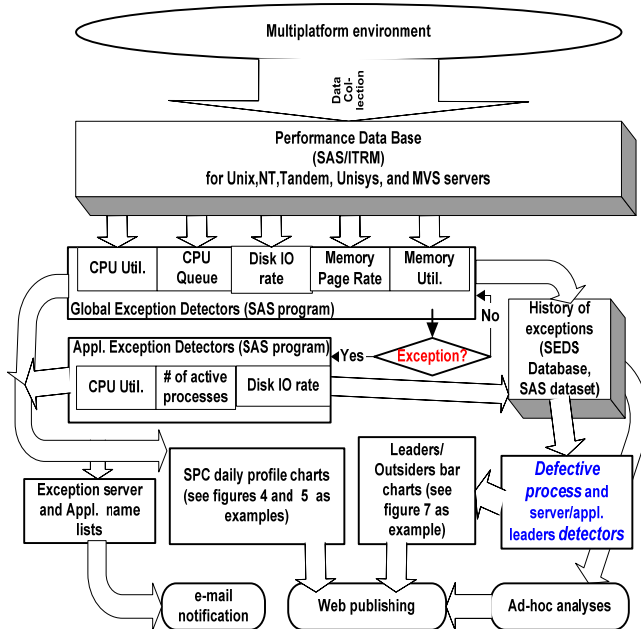 Multiplatform environment
Data
Col-
lection
Performance Data Base
(SAS/ITRM)
for Unix,NT,Tandem, Unisys, and MVS servers
CPU Util.
CPU
Queue
Disk IO
rate
Memory
Page Rate
Memory
Util.
Global Exception Detectors (SAS program)
No
History of
exceptions
(SEDS
Database,
SAS dataset)
Appl. Exception Detectors (SAS program)
Yes
Exception?
CPU Util.
# of active
processes
Disk IO rate
Exception server
and Appl. name
lists
SPC daily profile charts
(see figures 4 and 5 as
examples)
Leaders/
Outsiders bar
charts (see
figure 7 as
example)
Defective
process and
server/appl.
leaders detectors
e-mail
notification
Web publishing
Ad-hoc analyses